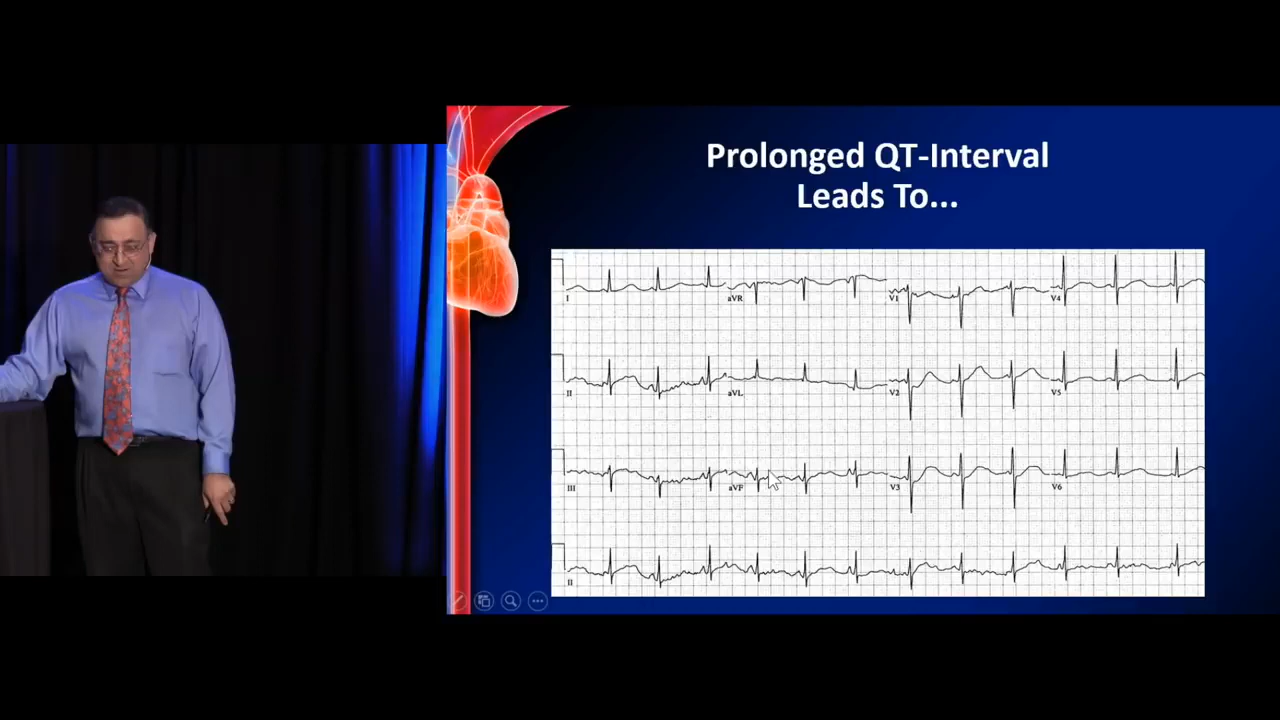 Prolonged QT-Interval
Leads To...
I aVR V1 V4
II aVL V2 V5
III aVF V3 V6
II